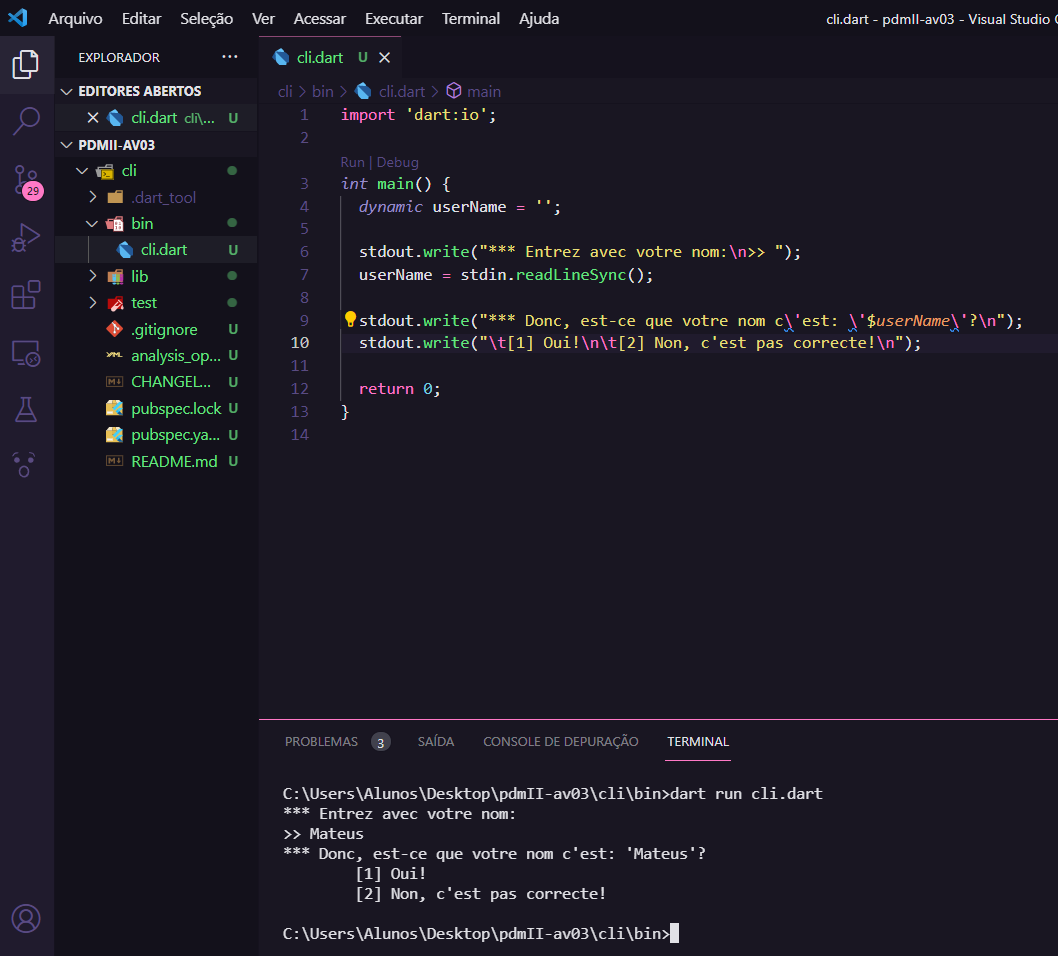 Arquivo Editar Seleção Ver Acessar Executar Terminal Ajuda
cli.dart - pdmII-av03 - Visual Studio
EXPLORADOR ···
EDITORES ABERTOS
cli.dart cli\... U
PDMII-AV03
cli
.dart_tool
bin
cli.dart U
lib
test
.gitignore U
analysis_op... U
CHANGEL... U
pubspec.lock U
pubspec.ya... U
README.md U
29
cli.dart U
cli > bin > cli.dart > main
1 import 'dart:io';
2
Run | Debug
3 int main() {
4 dynamic userName = '';
5
6 stdout.write("*** Entrez avec votre nom:\n>> ");
7 userName = stdin.readLineSync();
8
9 stdout.write("*** Donc, est-ce que votre nom c\'est: \'$userName\'?\n");
10 stdout.write("\t[1] Oui!\n\t[2] Non, c'est pas correcte!\n");
11
12 return 0;
13 }
14
PROBLEMAS 3 SAÍDA CONSOLE DE DEPURAÇÃO TERMINAL
C:\Users\Alunos\Desktop\pdmII-av03\cli\bin>dart run cli.dart
*** Entrez avec votre nom:
>> Mateus
*** Donc, est-ce que votre nom c'est: 'Mateus'?
[1] Oui!
[2] Non, c'est pas correcte!
C:\Users\Alunos\Desktop\pdmII-av03\cli\bin>